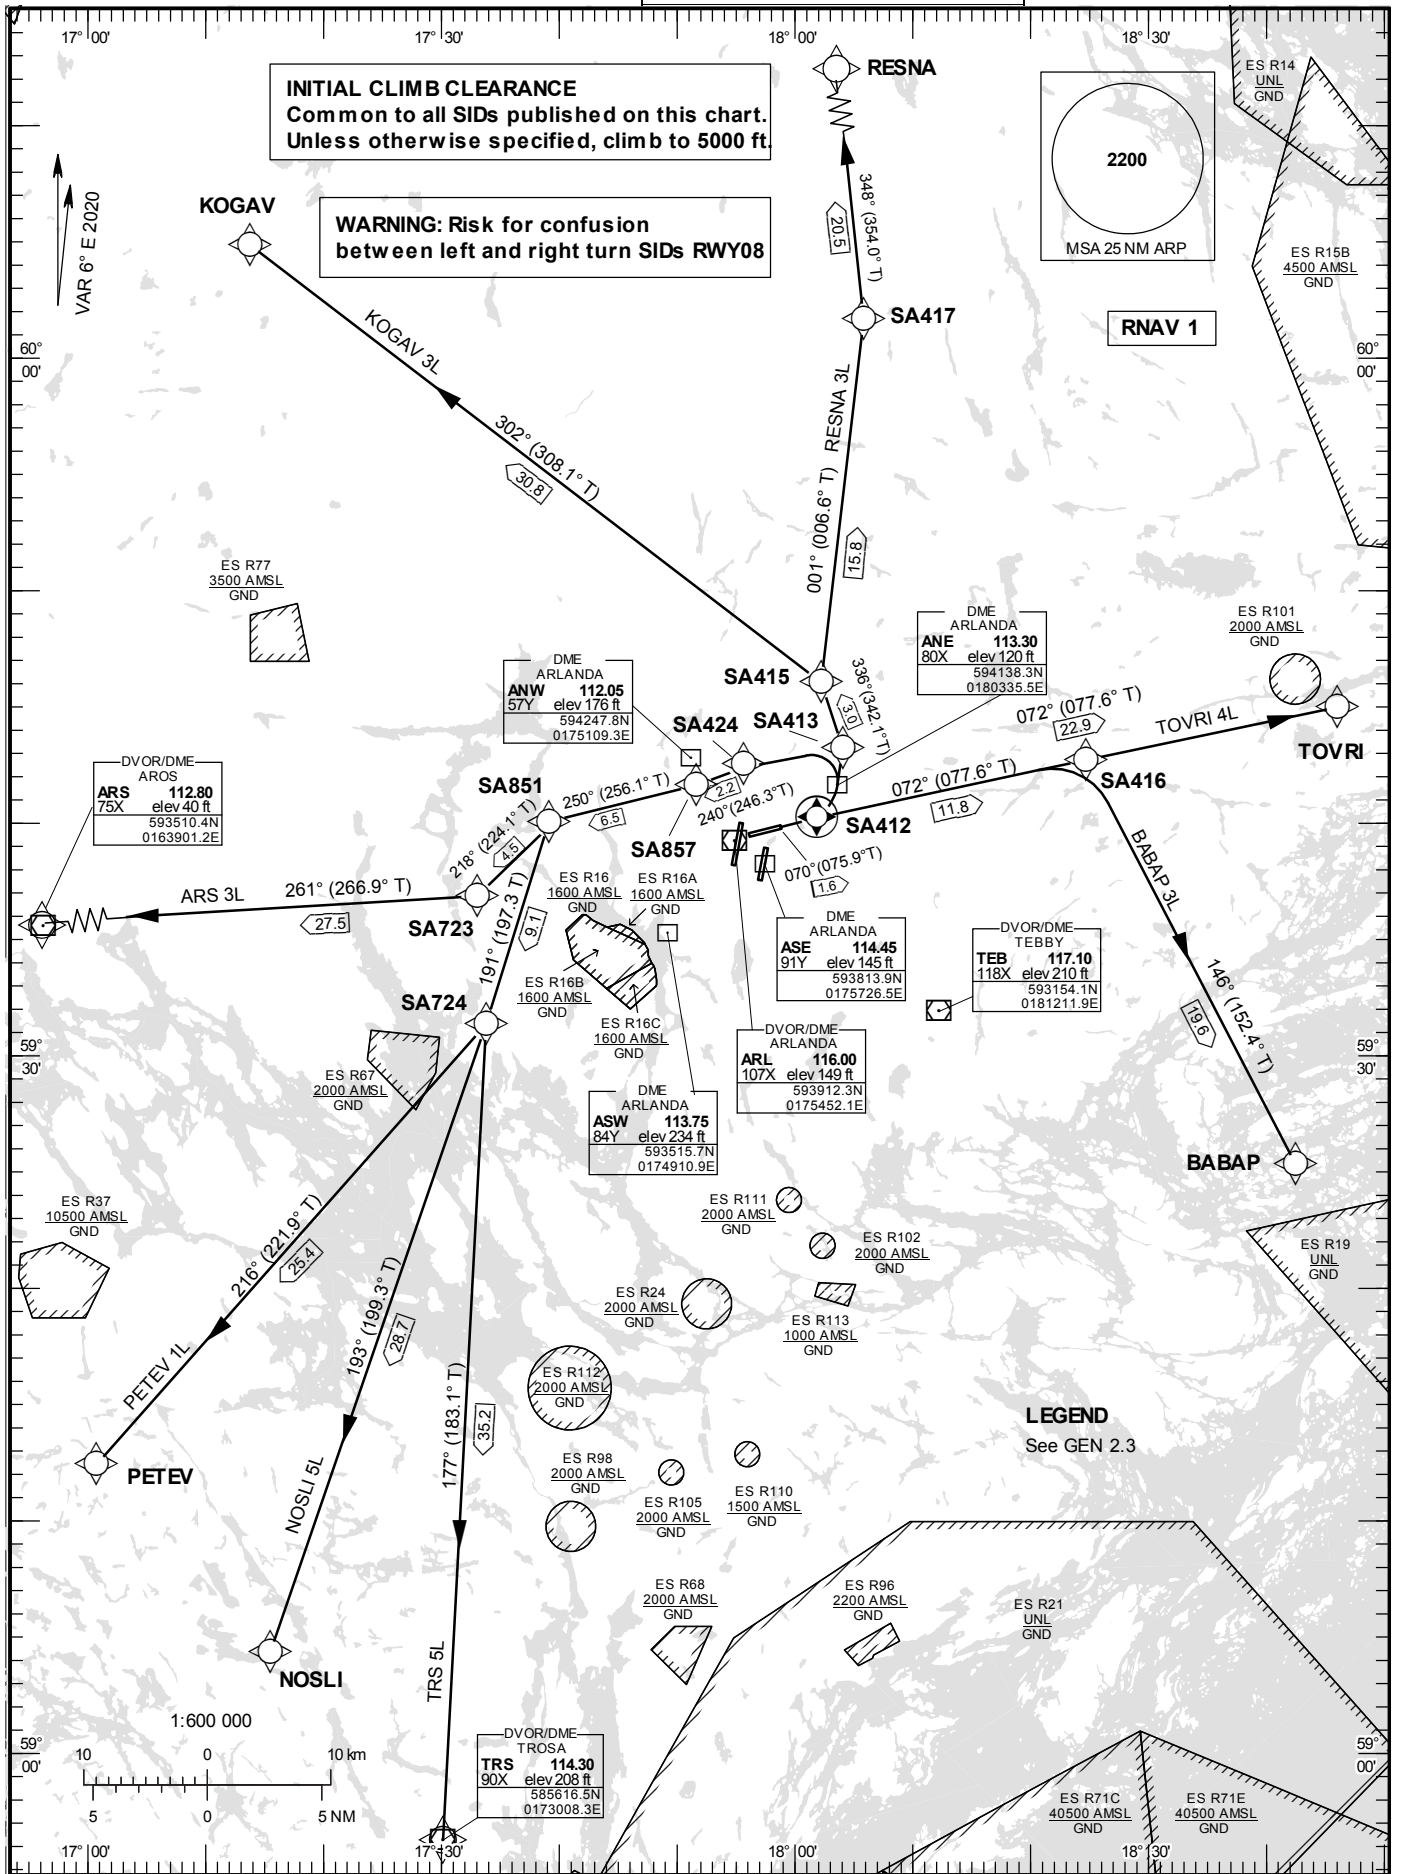 17° 00'
17° 30'
18° 00'
18° 30'
RESNA
INITIAL CLIMB CLEARANCE
Common to all SIDs published on this chart.
Unless otherwise specified, climb to 5000 ft.
ES R14
UNL
GND
2200
MSA 25 NM ARP
VAR 6° E 2020
KOGAV
WARNING: Risk for confusion
between left and right turn SIDs RWY08
348° (354.0° T)
20.5
ES R15B
4500 AMSL
GND
SA417
RNAV 1
60°
00'
60°
00'
KOGAV 3L
302° (308.1° T)
30.8
001° (006.6° T) RESNA 3L
15.8
ES R77
3500 AMSL
GND
DME
ARLANDA
ANE 113.30
80X elev 120 ft
594138.3N
0180335.5E
ES R101
2000 AMSL
GND
DME
ARLANDA
ANW 112.05
57Y elev 176 ft
594247.8N
0175109.3E
SA415
336° (342.1° T)
3.0
SA424
SA413
072° (077.6° T)
22.9
TOVRI 4L
TOVRI
DVOR/DME
AROS
ARS 112.80
75X elev 40 ft
593510.4N
0163901.2E
SA851
250° (256.1° T)
6.5
2.2
240° (246.3° T)
072° (077.6° T)
11.8
SA416
SA412
SA857
218° (224.1° T)
4.5
070° (075.9° T)
1.6
BABAP 3L
ARS 3L
261° (266.9° T)
27.5
SA723
191° (197.3 T)
9.1
ES R16
1600 AMSL
GND
ES R16A
1600 AMSL
GND
DME
ARLANDA
ASE 114.45
91Y elev 145 ft
593813.9N
0175726.5E
DVOR/DME
TEBBY
TEB 117.10
118X elev 210 ft
593154.1N
0181211.9E
146° (152.4° T)
19.6
SA724
ES R16B
1600 AMSL
GND
ES R16C
1600 AMSL
GND
59°
30'
59°
30'
ES R67
2000 AMSL
GND
DVOR/DME
ARLANDA
ARL 116.00
107X elev 149 ft
593912.3N
0175452.1E
DME
ARLANDA
ASW 113.75
84Y elev 234 ft
593515.7N
0174910.9E
BABAP
ES R37
10500 AMSL
GND
ES R111
2000 AMSL
GND
ES R102
2000 AMSL
GND
ES R19
UNL
GND
216° (221.9° T)
25.4
193° (199.3° T)
28.7
ES R24
2000 AMSL
GND
ES R113
1000 AMSL
GND
PETEV 1L
177° (183.1° T)
35.2
ES R112
2000 AMSL
GND
LEGEND
See GEN 2.3
PETEV
NOSLI 5L
ES R98
2000 AMSL
GND
ES R105
2000 AMSL
GND
ES R110
1500 AMSL
GND
ES R68
2000 AMSL
GND
ES R96
2200 AMSL
GND
ES R21
UNL
GND
TRS 5L
NOSLI
1:600 000
10 0 10 km
5 0 5 NM
DVOR/DME
TROSA
TRS 114.30
90X elev 208 ft
585616.5N
0173008.3E
59°
00'
59°
00'
ES R71C
40500 AMSL
GND
ES R71E
40500 AMSL
GND
17° 00'
17° 30'
18° 00'
18° 30'